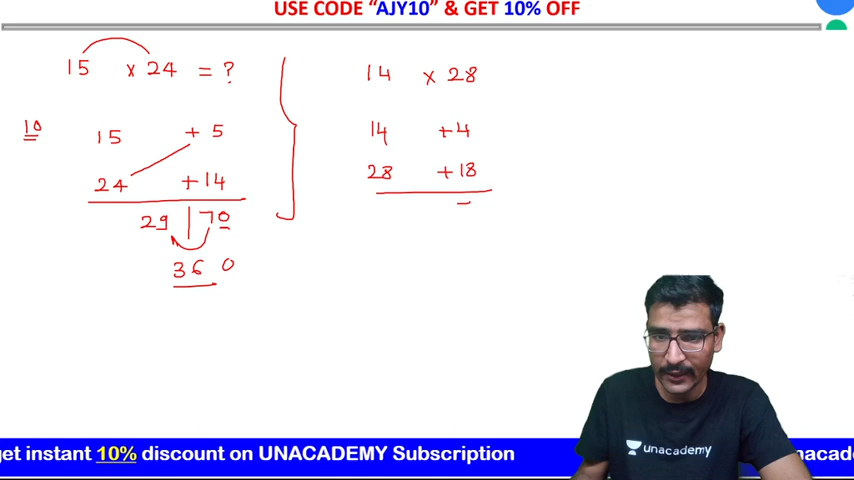 USE CODE “AJY10” & GET 10% OFF
15 × 24 = ?
10
15 + 5
24 + 14
29 | 70
36 0
14 × 28
14 + 4
28 + 18
unacademy
get instant 10% discount on UNACADEMY Subscription
nacade